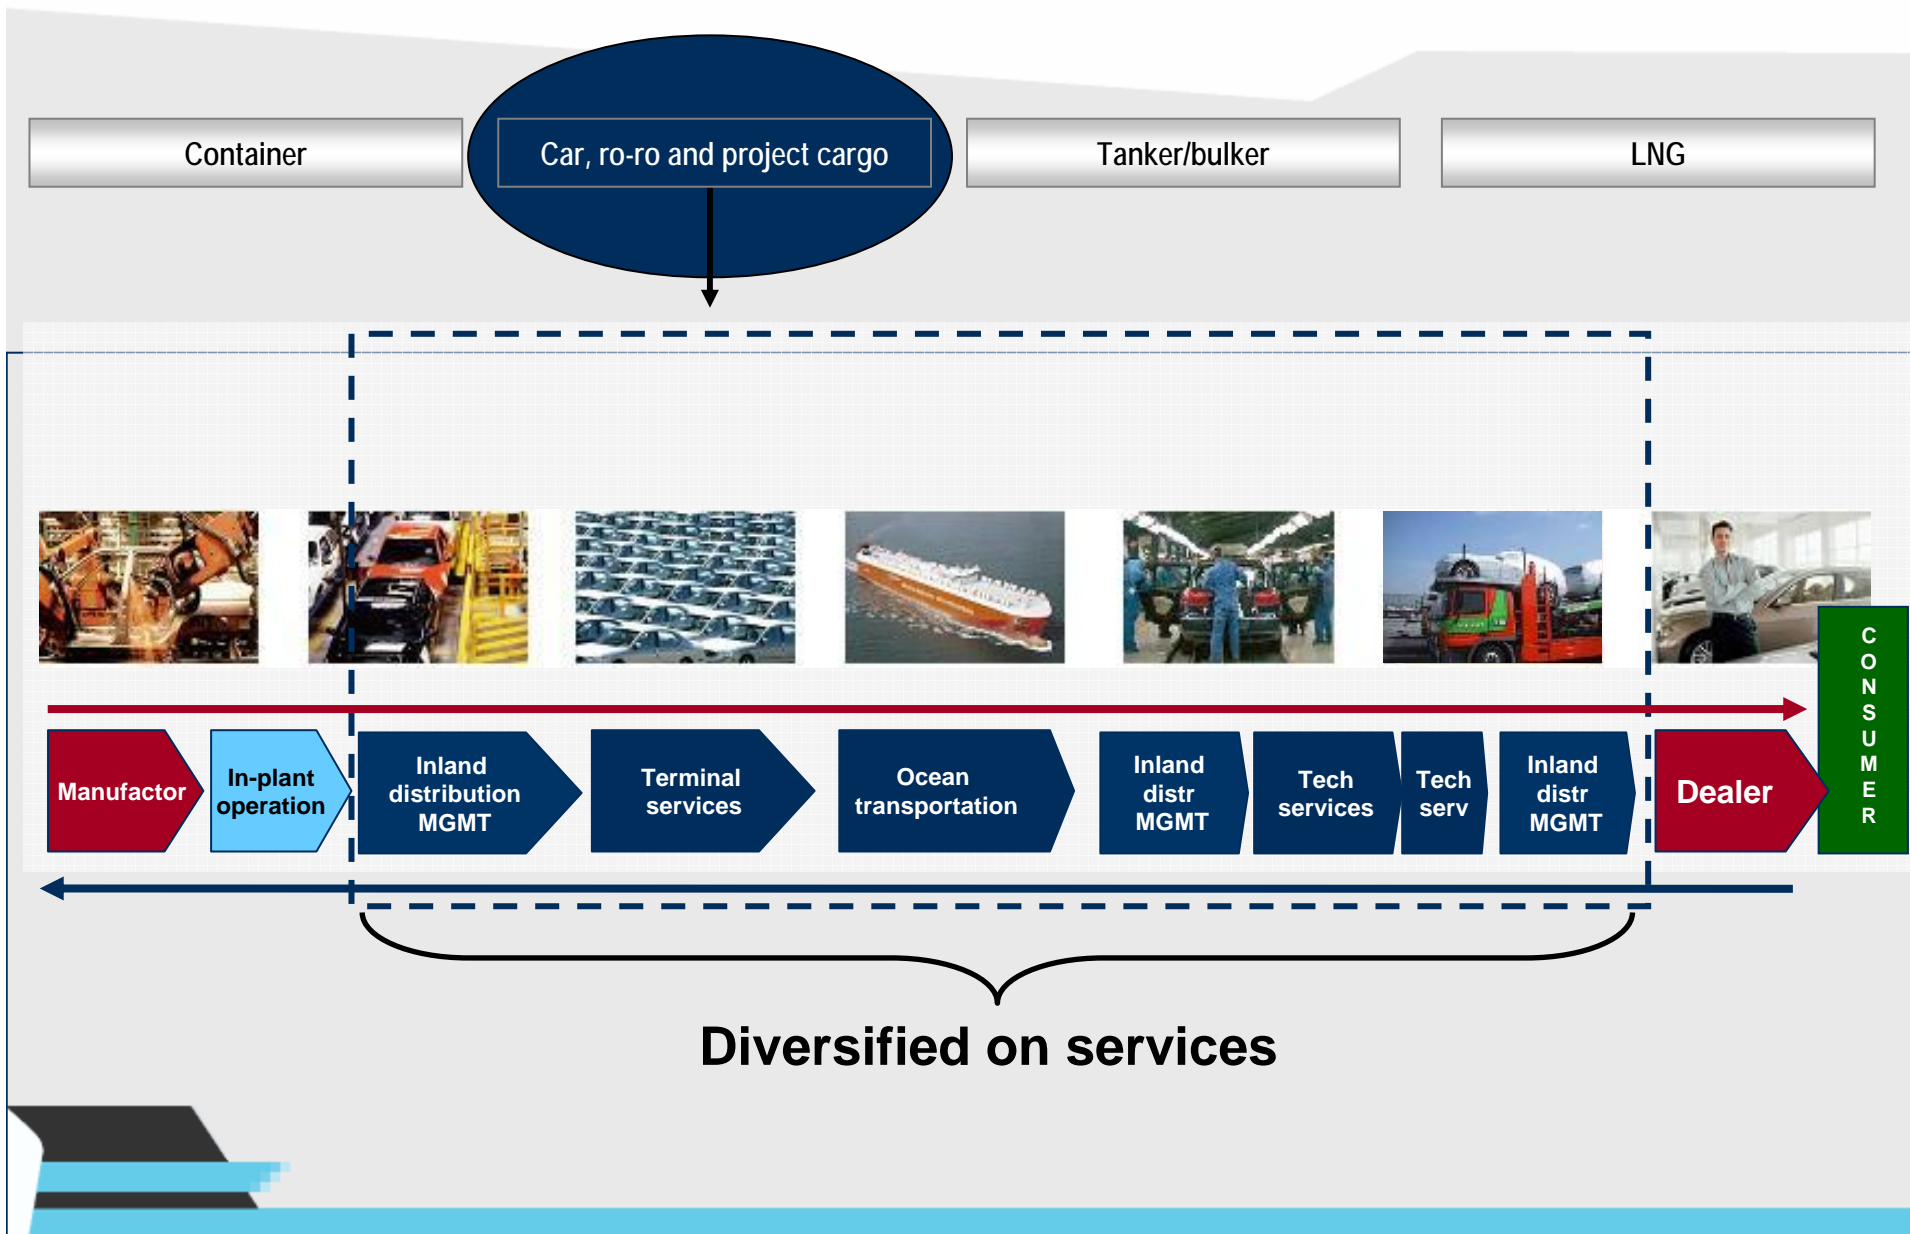 Container
Car, ro-ro and project cargo
Tanker/bulker
LNG
Manufactor
In-plant
operation
Inland
distribution
MGMT
Terminal
services
Ocean
transportation
Inland
distr
MGMT
Tech
services
Tech
serv
Inland
distr
MGMT
Dealer
C
O
N
S
U
M
E
R
Diversified on services